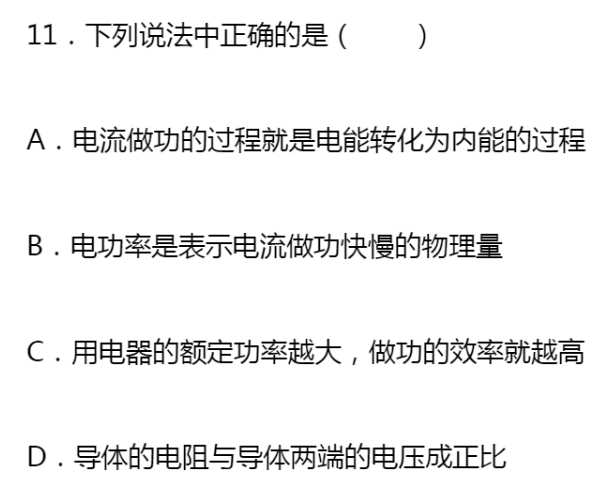 11．下列说法中正确的是（　　）
A．电流做功的过程就是电能转化为内能的过程
B．电功率是表示电流做功快慢的物理量
C．用电器的额定功率越大，做功的效率就越高
D．导体的电阻与导体两端的电压成正比